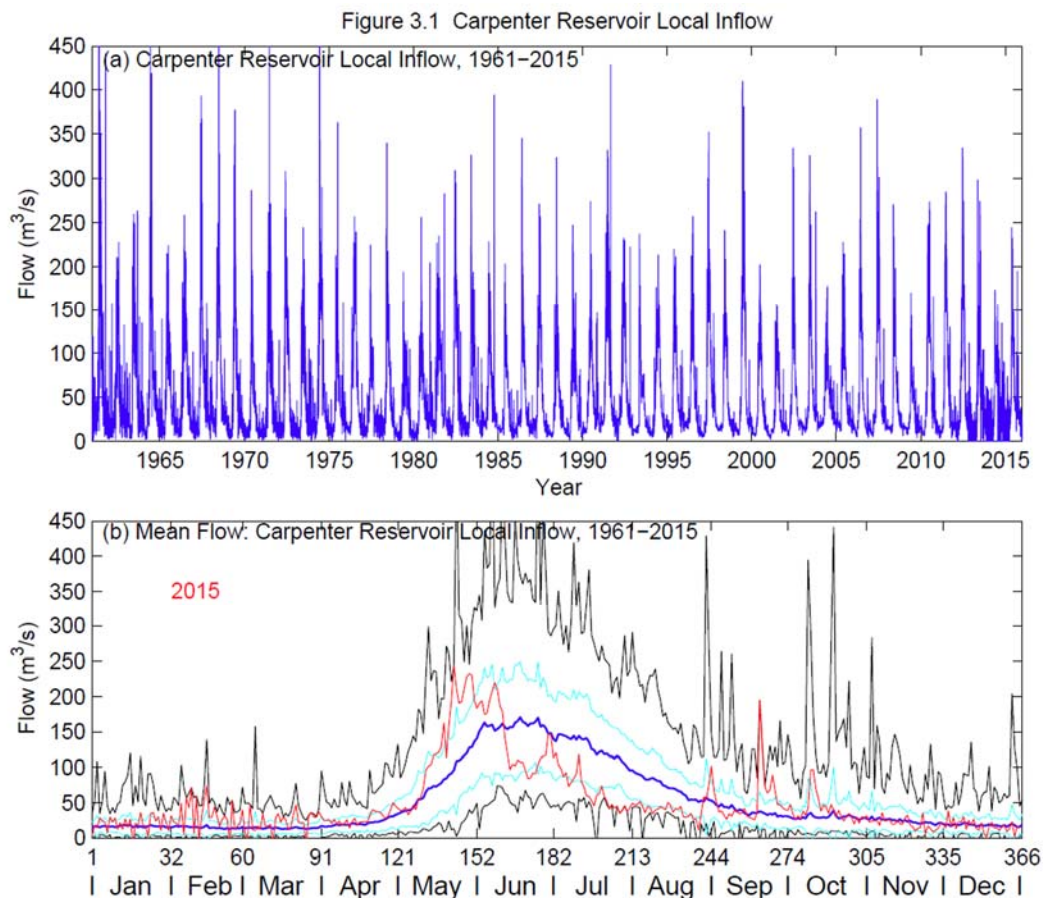 Figure 3.1 Carpenter Reservoir Local Inflow
(a) Carpenter Reservoir Local Inflow, 1961−2015
450
400
350
300
250
200
150
100
50
0
Flow (m³/s)
1965 1970 1975 1980 1985 1990 1995 2000 2005 2010 2015
Year
(b) Mean Flow: Carpenter Reservoir Local Inflow, 1961−2015
2015
450
400
350
300
250
200
150
100
50
0
Flow (m³/s)
1 32 60 91 121 152 182 213 244 274 305 335 366
I Jan I Feb I Mar I Apr I May I Jun I Jul I Aug I Sep I Oct I Nov I Dec I